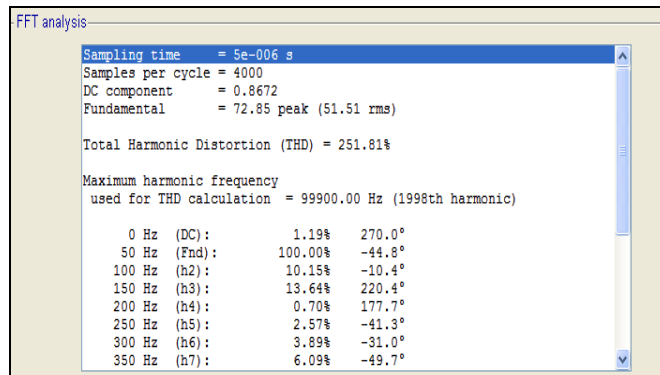 FFT analysis
Sampling time = 5e-006 s
Samples per cycle = 4000
DC component = 0.8672
Fundamental = 72.85 peak (51.51 rms)
Total Harmonic Distortion (THD) = 251.81%
Maximum harmonic frequency
used for THD calculation = 99900.00 Hz (1998th harmonic)
0 Hz (DC): 1.19% 270.0°
50 Hz (Fnd): 100.00% -44.8°
100 Hz (h2): 10.15% -10.4°
150 Hz (h3): 13.64% 220.4°
200 Hz (h4): 0.70% 177.7°
250 Hz (h5): 2.57% -41.3°
300 Hz (h6): 3.89% -31.0°
350 Hz (h7): 6.09% -49.7°